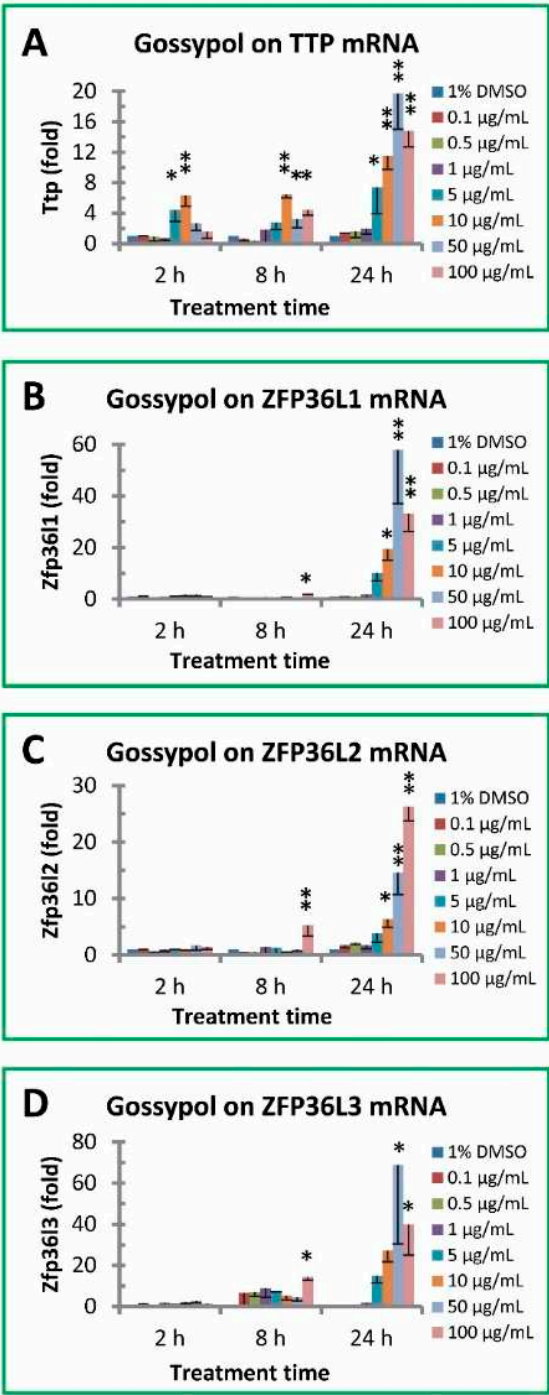 A Gossypol on TTP mRNA
Ttp (fold)
20
16
12
8
4
0
* ** ** ** * ** ** **
2 h 8 h 24 h
Treatment time
1% DMSO
0.1 µg/mL
0.5 µg/mL
1 µg/mL
5 µg/mL
10 µg/mL
50 µg/mL
100 µg/mL
B Gossypol on ZFP36L1 mRNA
Zfp36l1 (fold)
60
40
20
0
* * ** **
2 h 8 h 24 h
Treatment time
1% DMSO
0.1 µg/mL
0.5 µg/mL
1 µg/mL
5 µg/mL
10 µg/mL
50 µg/mL
100 µg/mL
C Gossypol on ZFP36L2 mRNA
Zfp36l2 (fold)
30
20
10
0
** * ** **
2 h 8 h 24 h
Treatment time
1% DMSO
0.1 µg/mL
0.5 µg/mL
1 µg/mL
5 µg/mL
10 µg/mL
50 µg/mL
100 µg/mL
D Gossypol on ZFP36L3 mRNA
Zfp36l3 (fold)
80
60
40
20
0
* * *
2 h 8 h 24 h
Treatment time
1% DMSO
0.1 µg/mL
0.5 µg/mL
1 µg/mL
5 µg/mL
10 µg/mL
50 µg/mL
100 µg/mL